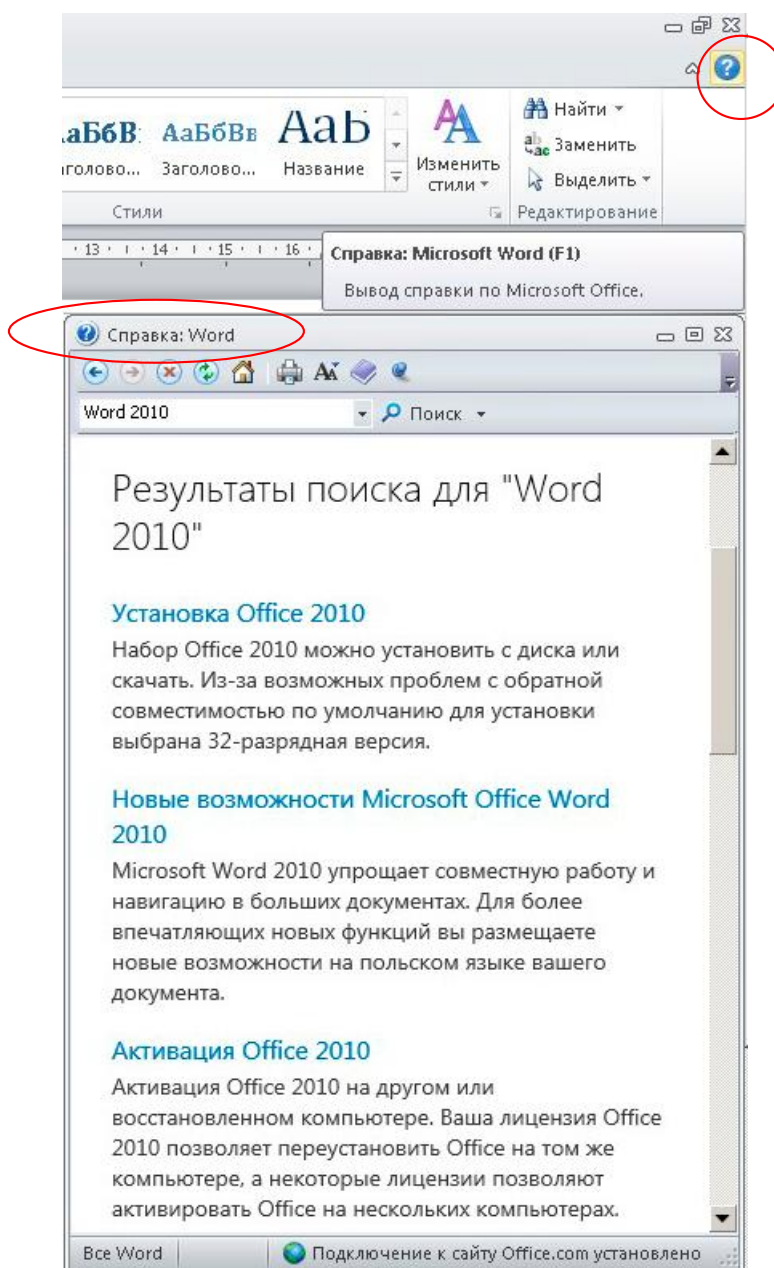 Найти
Заменить
Выделить
АаБбВ: АаБбВв АаЬ
Изменить
стили
Заголово... Название
Стили
Редактирование
13 14 15 16
Справка: Microsoft Word (F1)
Вывод справки по Microsoft Office.
Справка: Word
Word 2010 Поиск
Результаты поиска для "Word
2010"
Установка Office 2010
Набор Office 2010 можно установить с диска или
скачать. Из-за возможных проблем с обратной
совместимостью по умолчанию для установки
выбрана 32-разрядная версия.
Новые возможности Microsoft Office Word
2010
Microsoft Word 2010 упрощает совместную работу и
навигацию в больших документах. Для более
впечатляющих новых функций вы размещаете
новые возможности на польском языке вашего
документа.
Активация Office 2010
Активация Office 2010 на другом или
восстановленном компьютере. Ваша лицензия Office
2010 позволяет переустановить Office на том же
компьютере, а некоторые лицензии позволяют
активировать Office на нескольких компьютерах.
Все Word Подключение к сайту Office.com установлено